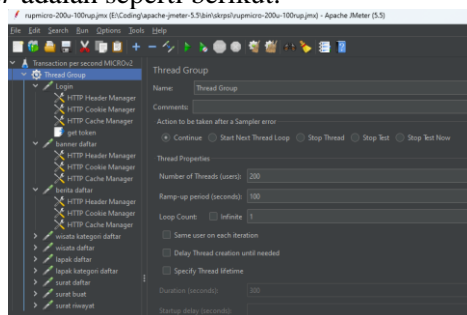 7 adalah seperti berikut.
rupmicro-200u-100rup.jmx (E:\Coding\apache-jmeter-5.5\bin\skrpsi\rupmicro-200u-100rup.jmx) - Apache JMeter (5.5)
File Edit Search Run Options Tools Help
Transaction per second MICROv2
Thread Group
Login
HTTP Header Manager
HTTP Cookie Manager
HTTP Cache Manager
get token
banner daftar
HTTP Header Manager
HTTP Cookie Manager
HTTP Cache Manager
berita daftar
HTTP Header Manager
HTTP Cookie Manager
HTTP Cache Manager
wisata kategori daftar
wisata daftar
lapak daftar
lapak kategori daftar
surat daftar
surat buat
surat riwayat
Thread Group
Name: Thread Group
Comments:
Action to be taken after a Sampler error
Continue Start Next Thread Loop Stop Thread Stop Test Stop Test Now
Thread Properties
Number of Threads (users): 200
Ramp-up period (seconds): 100
Loop Count: Infinite 1
Same user on each iteration
Delay Thread creation until needed
Specify Thread lifetime
Duration (seconds): 300
Startup delay (seconds):